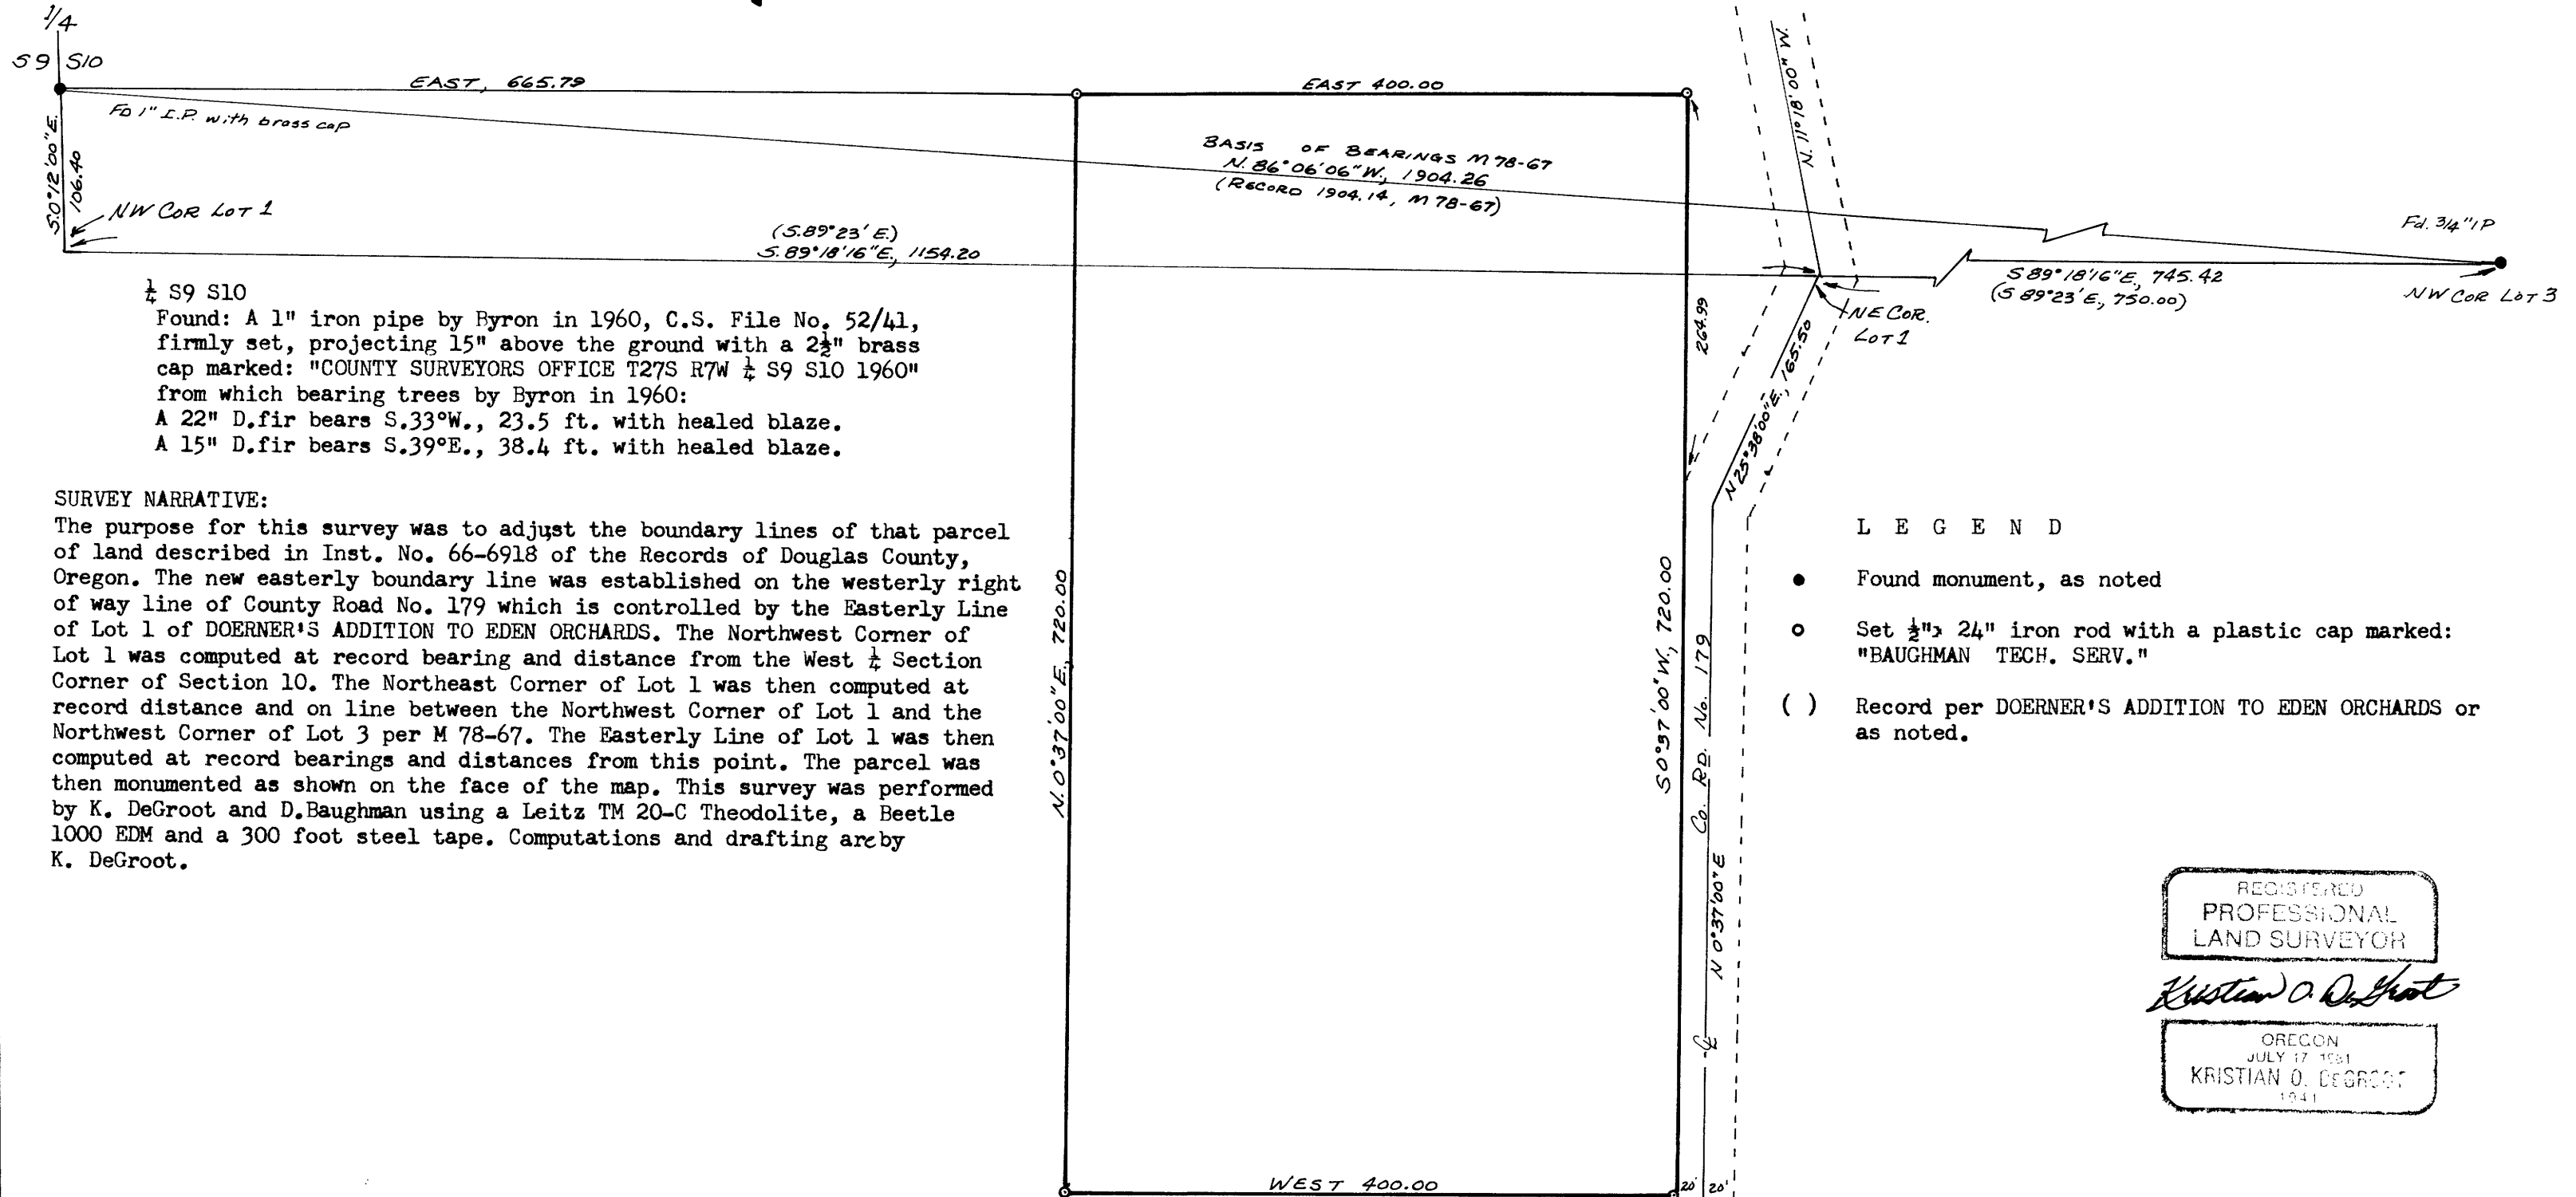 1/4
S9 S10
EAST, 665.79
EAST 400.00
FD 1" I.P. with brass cap
S.0°12'00"E.
106.40
NW COR LOT 1
BASIS OF BEARINGS M 78-67
N. 86°06'06"W., 1904.26
(RECORD 1904.14, M 78-67)
N. 11°18'00"W.
(S.89°23'E.)
S.89°18'16"E., 1154.20
Fd. 3/4" IP
S 89°18'16"E., 745.42
(S 89°23'E., 750.00)
NW COR LOT 3
NE COR.
LOT 1
264.99
N 25°38'00"E., 165.50
¼ S9 S10
Found: A 1" iron pipe by Byron in 1960, C.S. File No. 52/41,
firmly set, projecting 15" above the ground with a 2½" brass
cap marked: "COUNTY SURVEYORS OFFICE T27S R7W ¼ S9 S10 1960"
from which bearing trees by Byron in 1960:
A 22" D.fir bears S.33°W., 23.5 ft. with healed blaze.
A 15" D.fir bears S.39°E., 38.4 ft. with healed blaze.
SURVEY NARRATIVE:
The purpose for this survey was to adjust the boundary lines of that parcel
of land described in Inst. No. 66-6918 of the Records of Douglas County,
Oregon. The new easterly boundary line was established on the westerly right
of way line of County Road No. 179 which is controlled by the Easterly Line
of Lot 1 of DOERNER'S ADDITION TO EDEN ORCHARDS. The Northwest Corner of
Lot 1 was computed at record bearing and distance from the West ¼ Section
Corner of Section 10. The Northeast Corner of Lot 1 was then computed at
record distance and on line between the Northwest Corner of Lot 1 and the
Northwest Corner of Lot 3 per M 78-67. The Easterly Line of Lot 1 was then
computed at record bearings and distances from this point. The parcel was
then monumented as shown on the face of the map. This survey was performed
by K. DeGroot and D.Baughman using a Leitz TM 20-C Theodolite, a Beetle
1000 EDM and a 300 foot steel tape. Computations and drafting are by
K. DeGroot.
N. 0°37'00"E., 720.00
S 0°37'00"W., 720.00
Co. RD. No. 179
N 0°37'00"E
℄
LEGEND
Found monument, as noted
Set ½"x 24" iron rod with a plastic cap marked:
"BAUGHMAN TECH. SERV."
( ) Record per DOERNER'S ADDITION TO EDEN ORCHARDS or
as noted.
REGISTERED
PROFESSIONAL
LAND SURVEYOR
Kristian O. DeGroot
OREGON
JULY 17 1981
KRISTIAN O. DeGROOT
1941
WEST 400.00
20' 20'